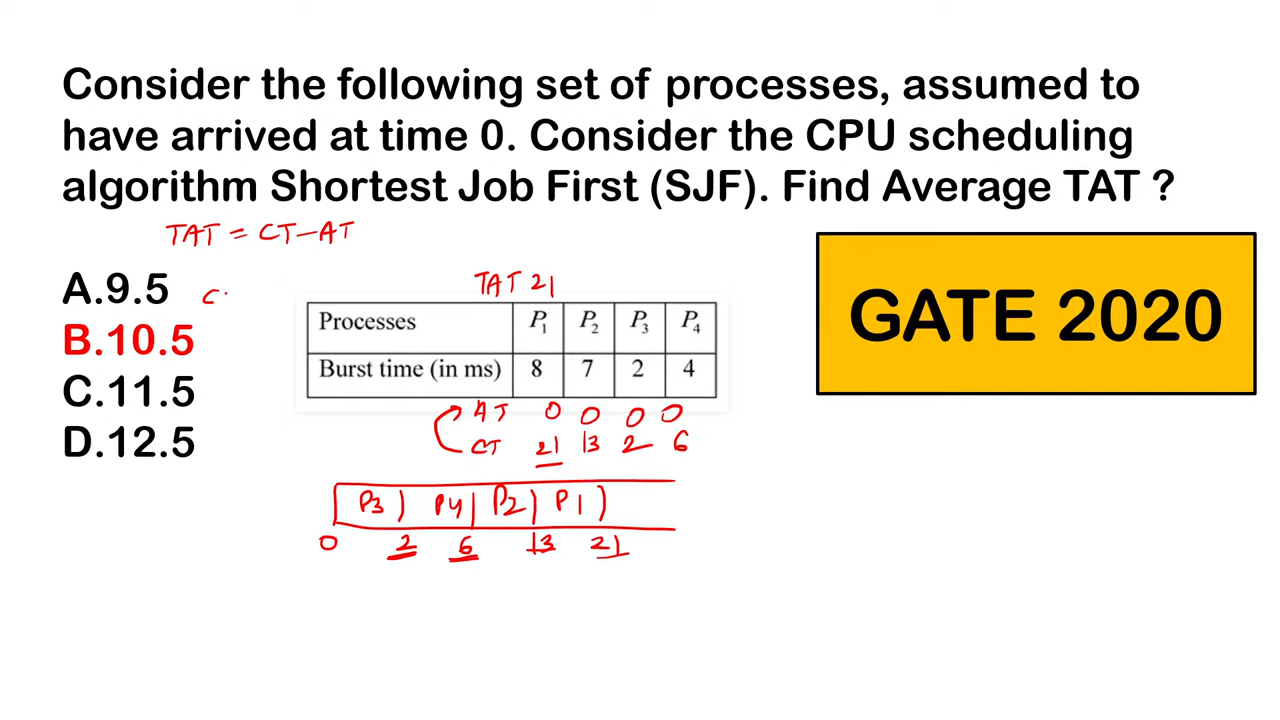 Consider the following set of processes, assumed to
have arrived at time 0. Consider the CPU scheduling
algorithm Shortest Job First (SJF). Find Average TAT ?
TAT = CT-AT
A.9.5
B.10.5
C.11.5
D.12.5
C
TAT 21
Processes P1 P2 P3 P4
Burst time (in ms) 8 7 2 4
AT 0 0 0 0
CT 21 13 2 6
P3 P4 P2 P1
0 2 6 13 21
GATE 2020